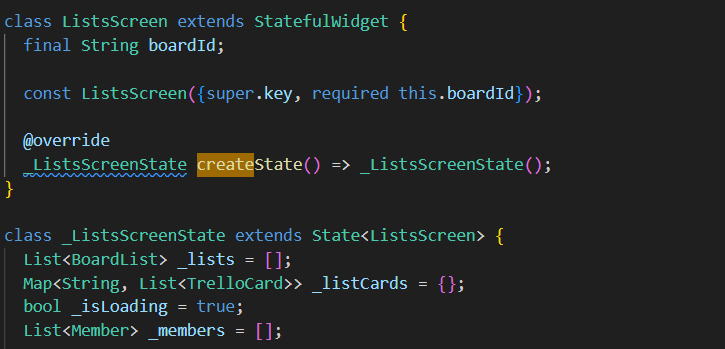 class ListsScreen extends StatefulWidget {
  final String boardId;

  const ListsScreen({super.key, required this.boardId});

  @override
  _ListsScreenState createState() => _ListsScreenState();
}

class _ListsScreenState extends State<ListsScreen> {
  List<BoardList> _lists = [];
  Map<String, List<TrelloCard>> _listCards = {};
  bool _isLoading = true;
  List<Member> _members = [];